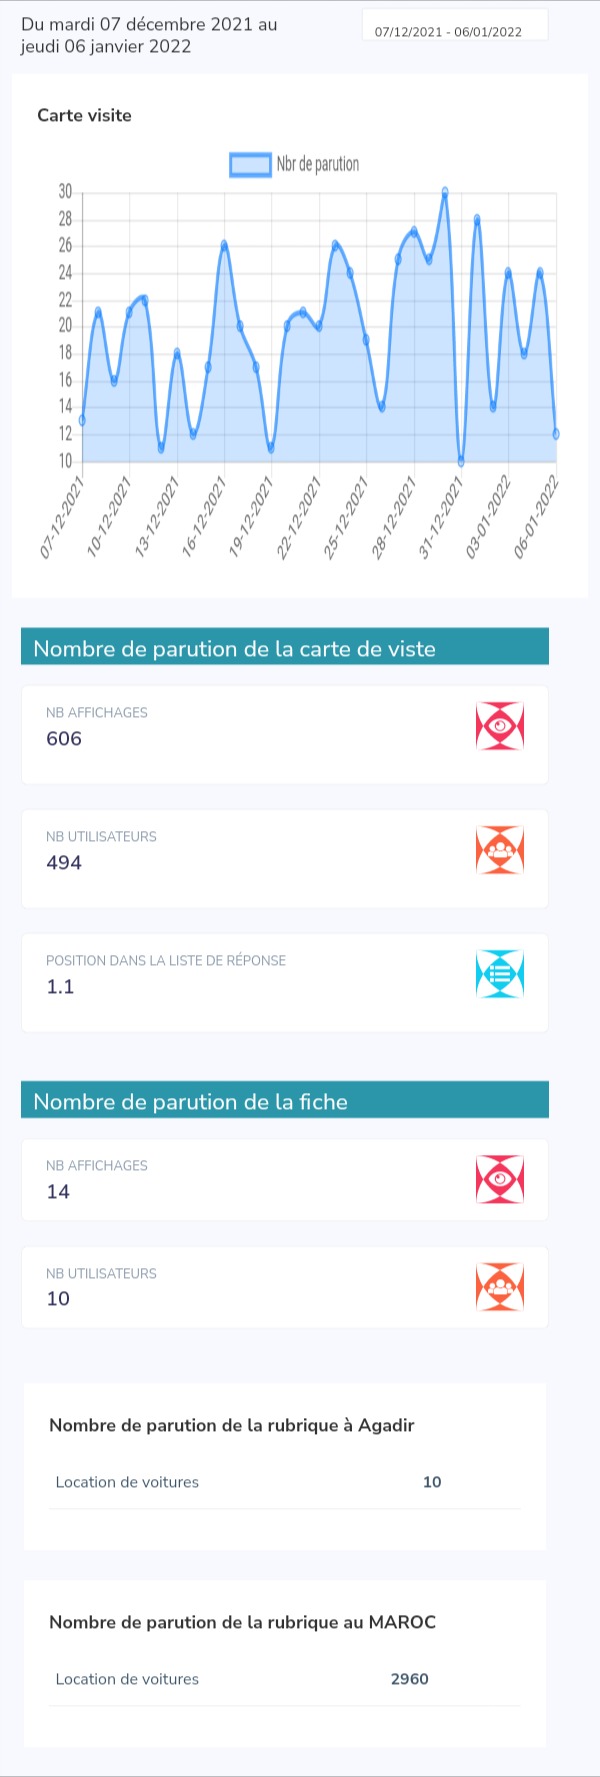 Du mardi 07 décembre 2021 au
jeudi 06 janvier 2022
07/12/2021 - 06/01/2022
Carte visite
Nbr de parution
30
28
26
24
22
20
18
16
14
12
10
07-12-2021
10-12-2021
13-12-2021
16-12-2021
19-12-2021
22-12-2021
25-12-2021
28-12-2021
31-12-2021
03-01-2022
06-01-2022
Nombre de parution de la carte de viste
NB AFFICHAGES
606
NB UTILISATEURS
494
POSITION DANS LA LISTE DE RÉPONSE
1.1
Nombre de parution de la fiche
NB AFFICHAGES
14
NB UTILISATEURS
10
Nombre de parution de la rubrique à Agadir
Location de voitures 10
Nombre de parution de la rubrique au MAROC
Location de voitures 2960